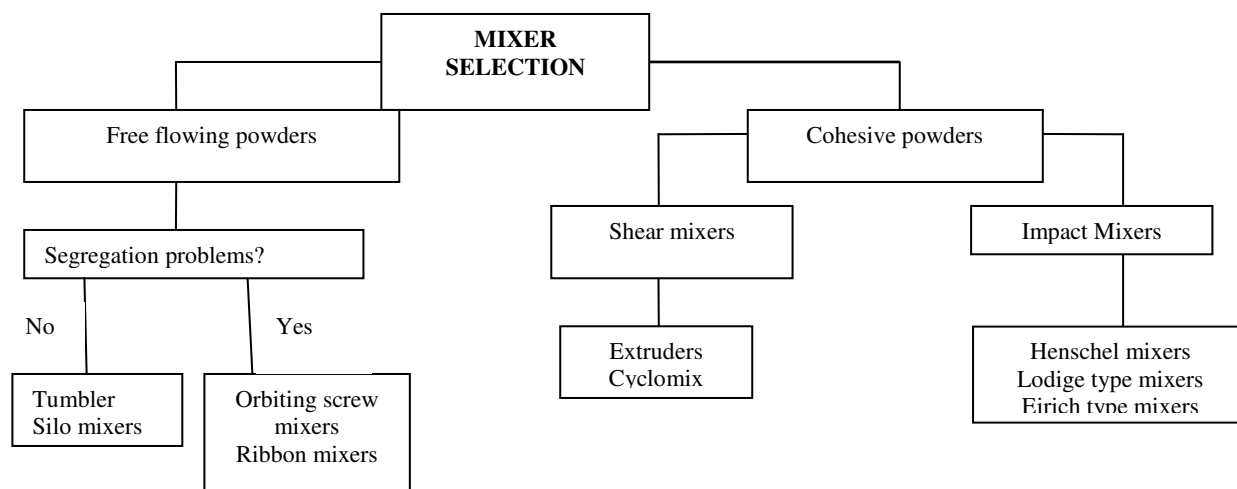 MIXER
SELECTION
Free flowing powders
Cohesive powders
Segregation problems?
Shear mixers
Impact Mixers
No
Yes
Tumbler
Silo mixers
Orbiting screw
mixers
Ribbon mixers
Extruders
Cyclomix
Henschel mixers
Lodige type mixers
Eirich type mixers